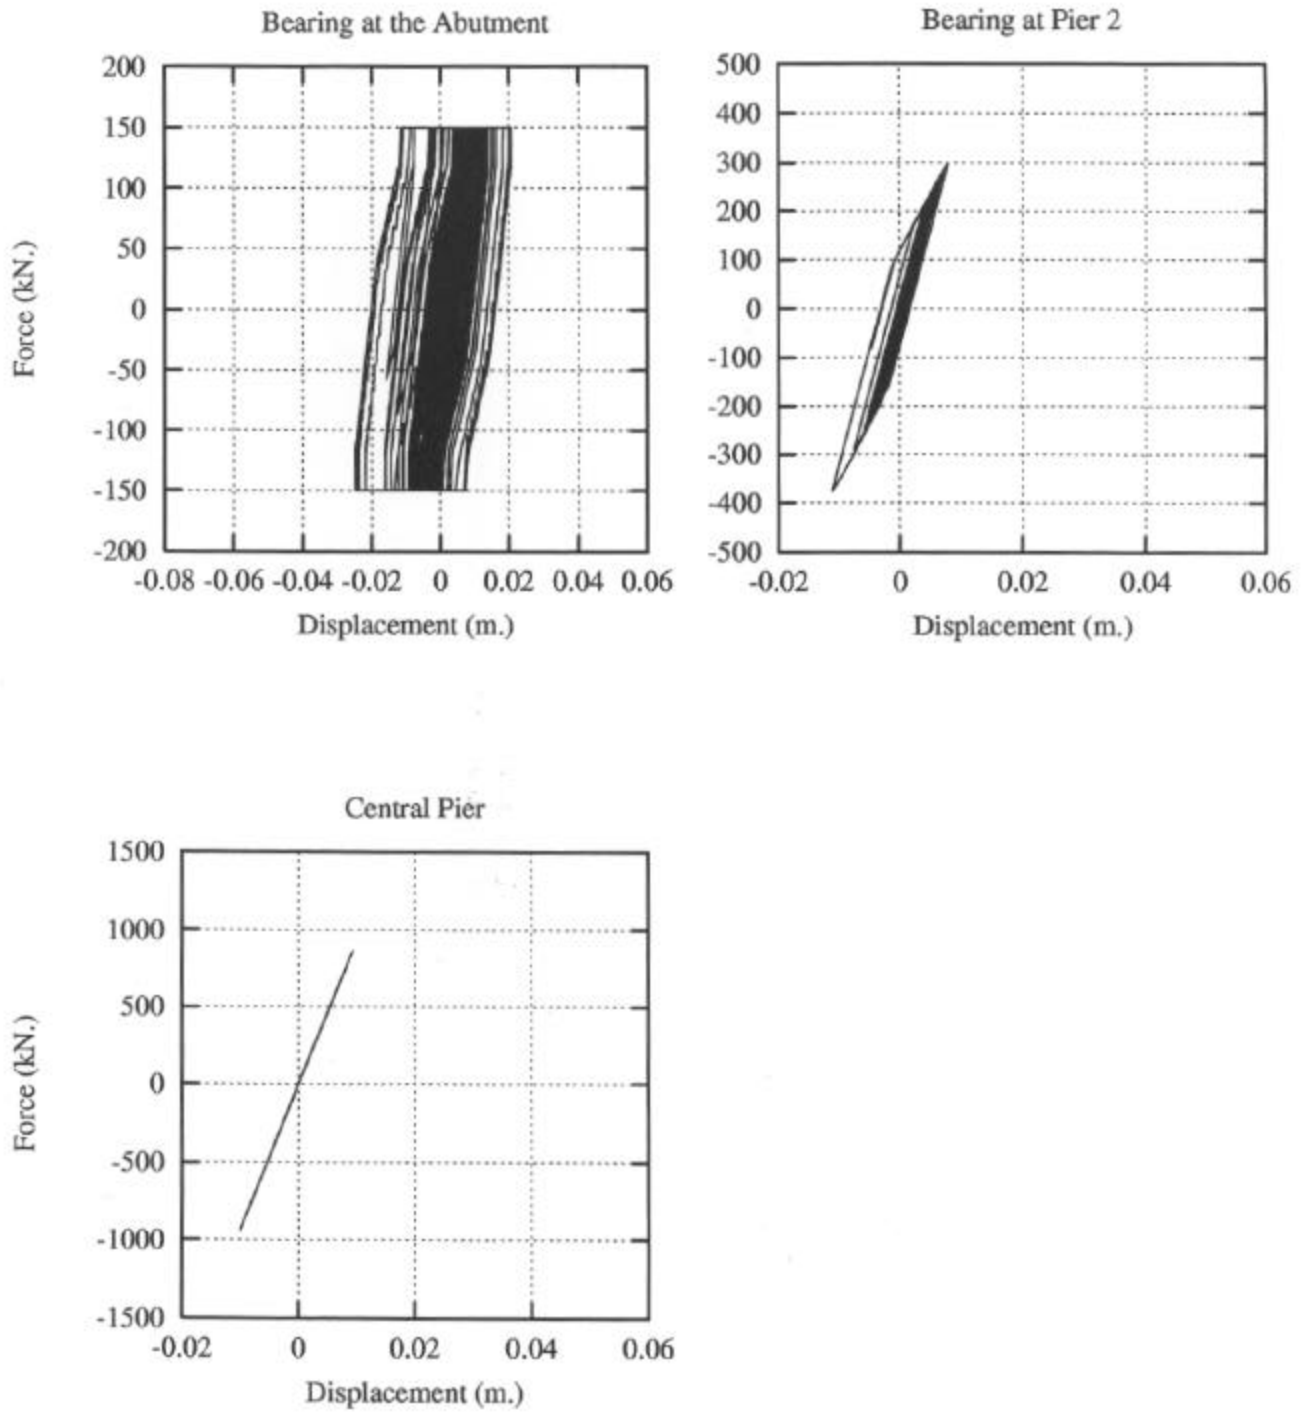 Bearing at the Abutment
200
150
100
50
0
-50
-100
-150
-200
Force (kN.)
-0.08 -0.06 -0.04 -0.02 0 0.02 0.04 0.06
Displacement (m.)
Bearing at Pier 2
500
400
300
200
100
0
-100
-200
-300
-400
-500
-0.02 0 0.02 0.04 0.06
Displacement (m.)
Central Pier
1500
1000
500
0
-500
-1000
-1500
Force (kN.)
-0.02 0 0.02 0.04 0.06
Displacement (m.)